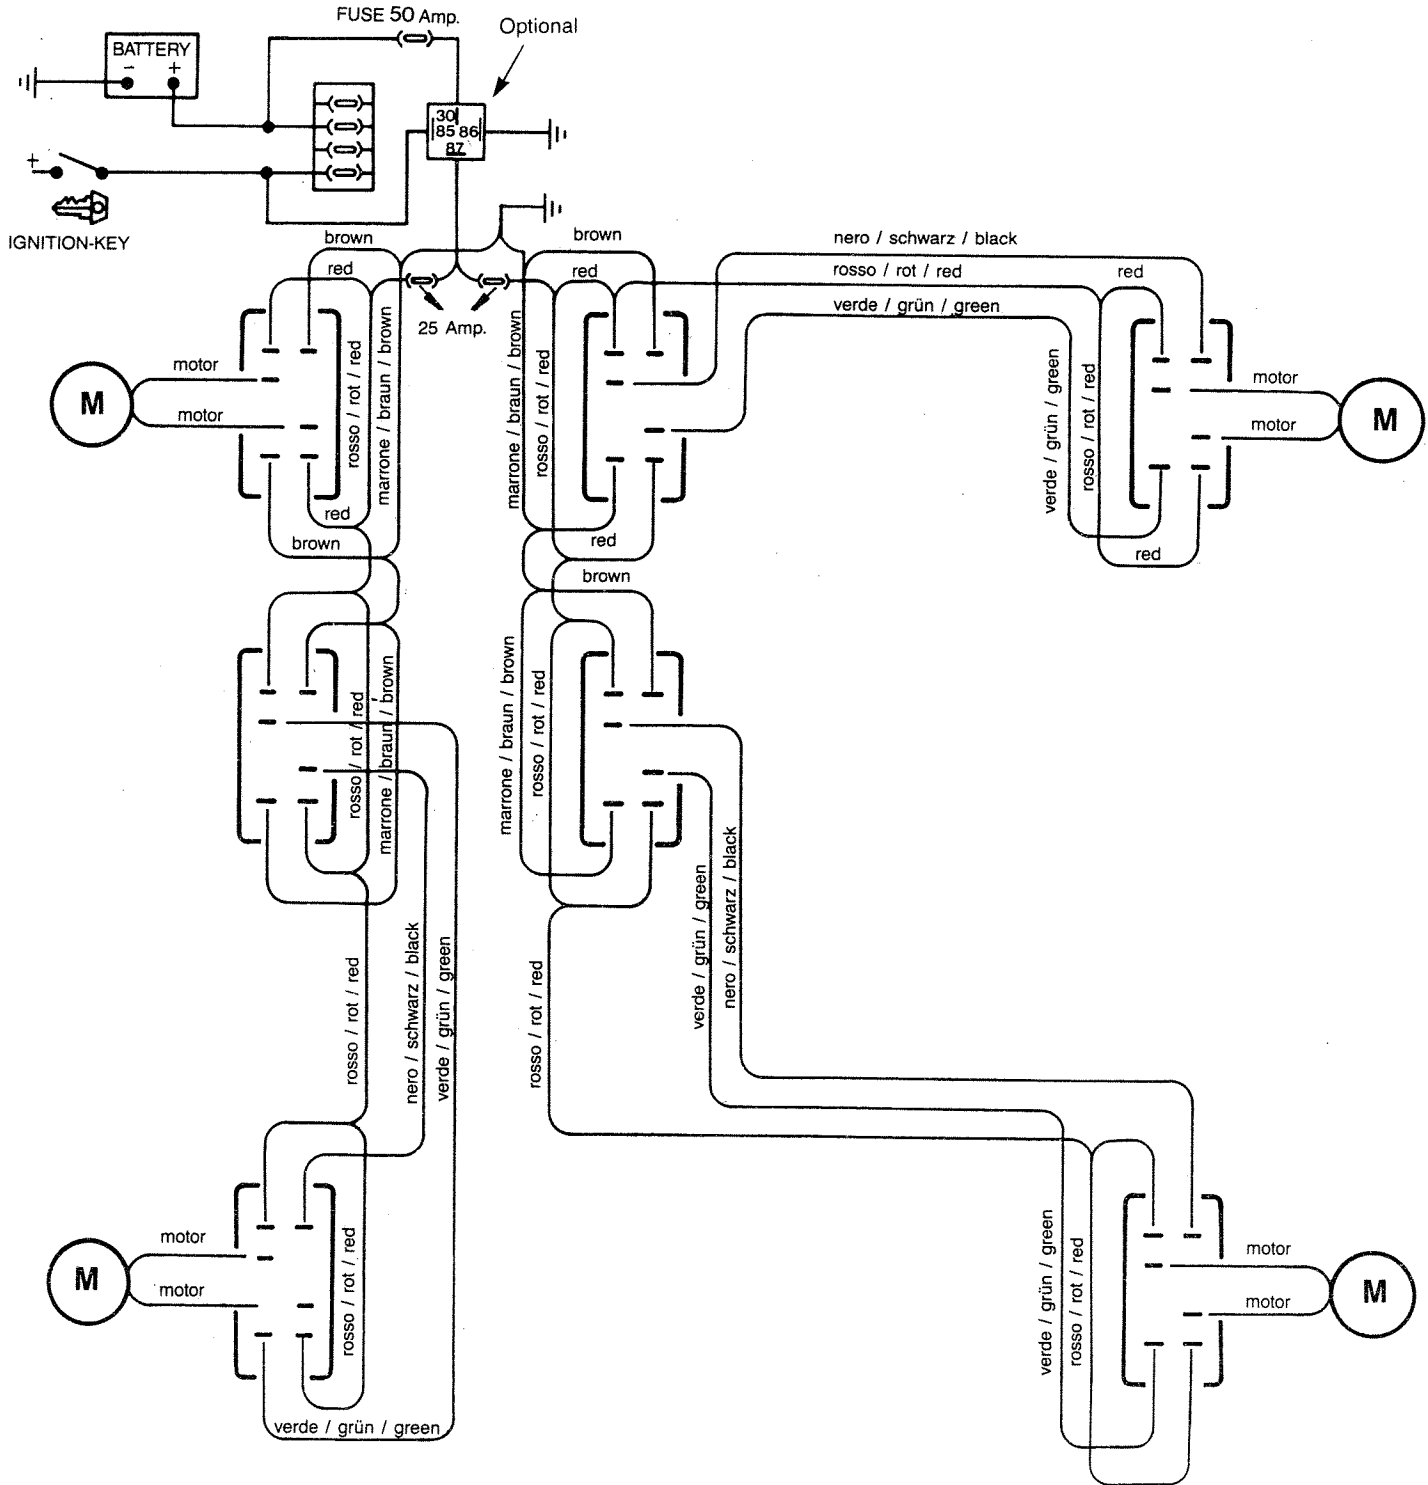 FUSE 50 Amp.
Optional
BATTERY
- +
30
85 86
87
+
IGNITION-KEY
brown
red
25 Amp.
brown
red
nero / schwarz / black
rosso / rot / red
red
verde / grün / green
motor
M
motor
rosso / rot / red
marrone / braun / brown
marrone / braun / brown
rosso / rot / red
verde / grün / green
rosso / rot / red
motor
M
motor
red
brown
red
red
brown
rosso / rot / red
marrone / braun / brown
marrone / braun / brown
rosso / rot / red
rosso / rot / red
nero / schwarz / black
verde / grün / green
rosso / rot / red
verde / grün / green
nero / schwarz / black
motor
M
motor
rosso / rot / red
verde / grün / green
verde / grün / green
rosso / rot / red
motor
M
motor